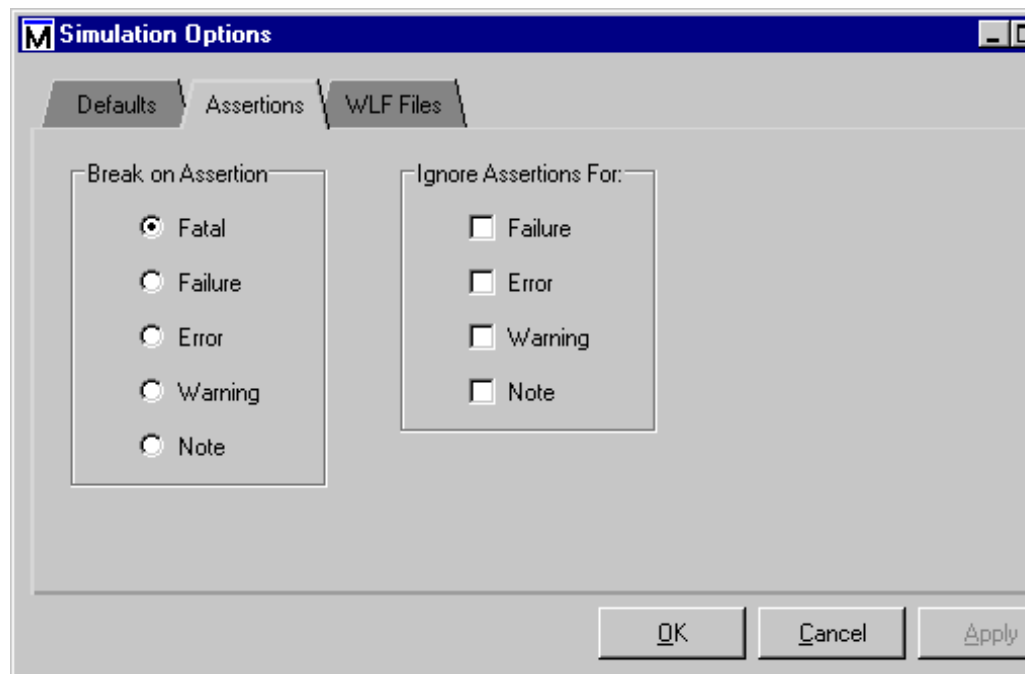 M Simulation Options
Defaults Assertions WLF Files
Break on Assertion
Fatal
Failure
Error
Warning
Note
Ignore Assertions For:
Failure
Error
Warning
Note
OK Cancel Apply